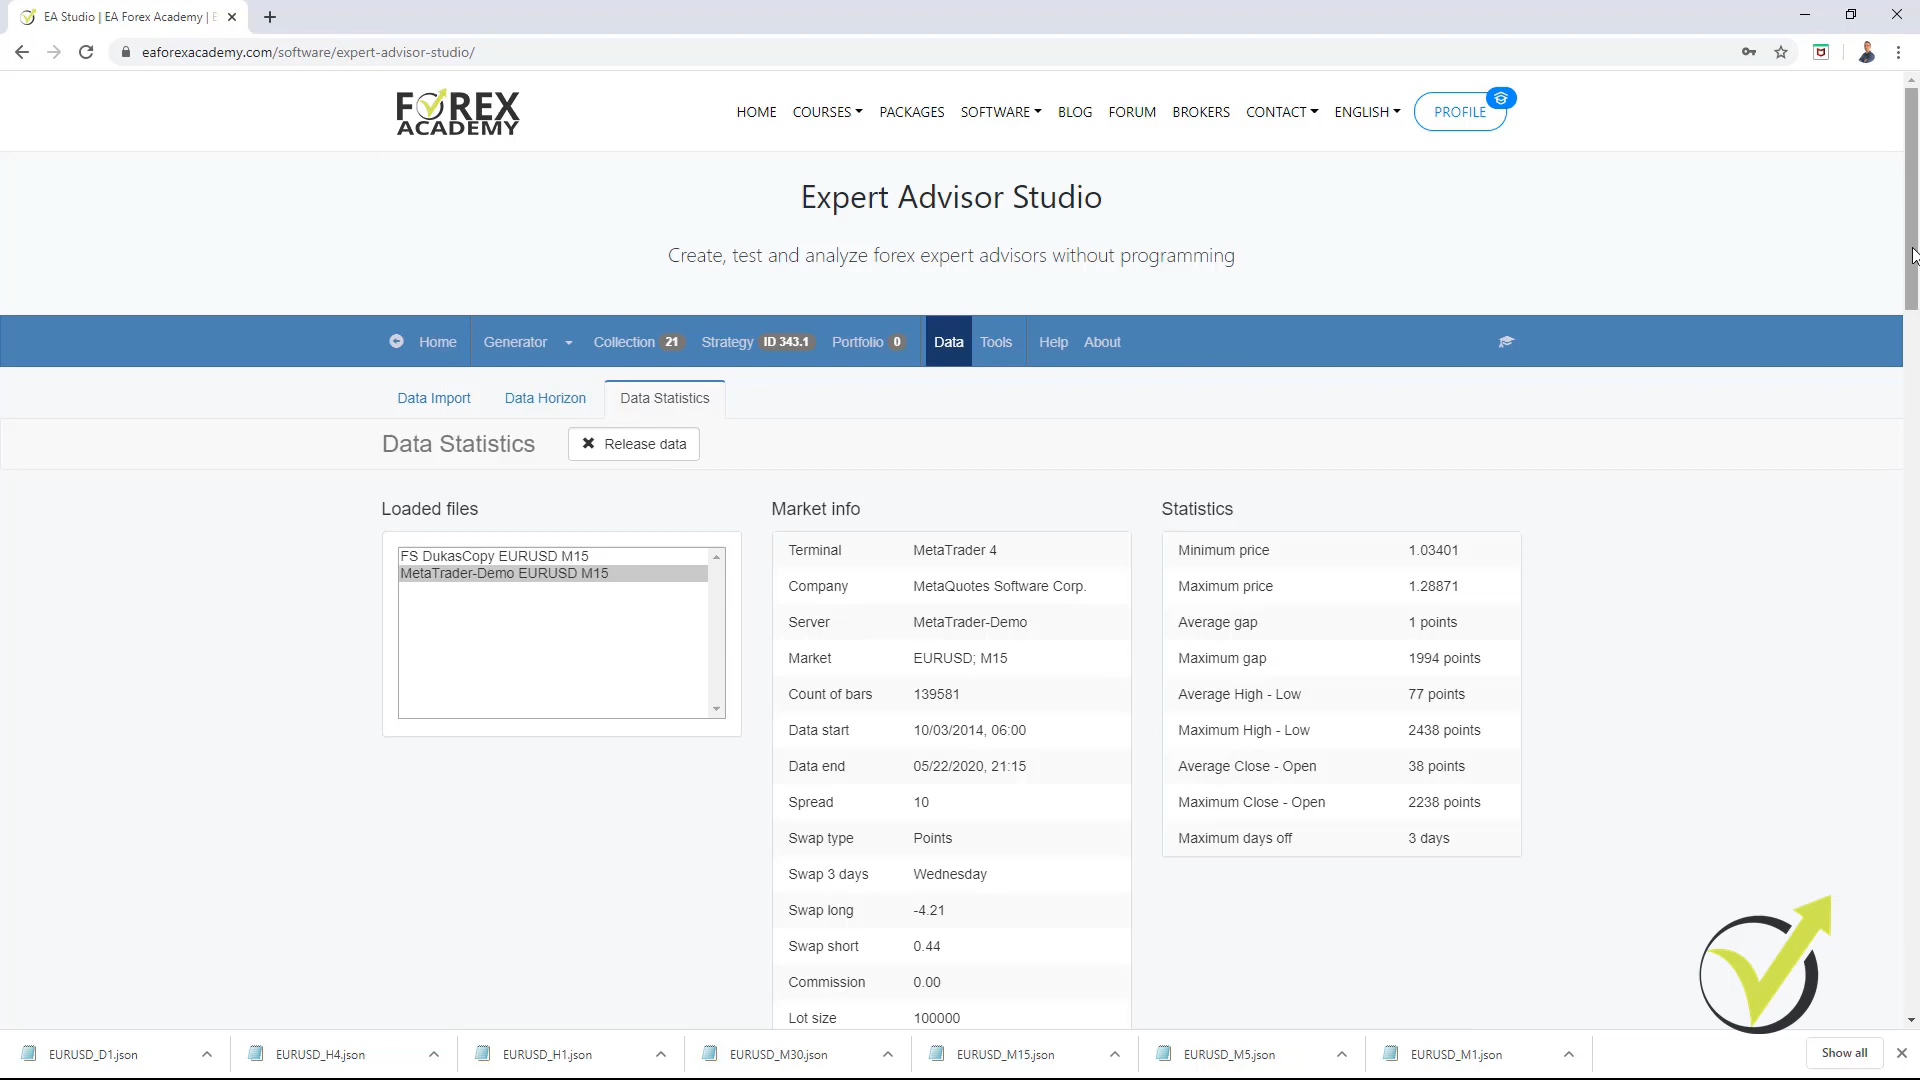 EA Studio | EA Forex Academy | E
eaforexacademy.com/software/expert-advisor-studio/
FOREX
ACADEMY
HOME COURSES PACKAGES SOFTWARE BLOG FORUM BROKERS CONTACT ENGLISH PROFILE
Expert Advisor Studio
Create, test and analyze forex expert advisors without programming
Home Generator Collection 21 Strategy ID 343.1 Portfolio 0 Data Tools Help About
Data Import Data Horizon Data Statistics
Data Statistics Release data
Loaded files
FS DukasCopy EURUSD M15
MetaTrader-Demo EURUSD M15
Market info
Terminal MetaTrader 4
Company MetaQuotes Software Corp.
Server MetaTrader-Demo
Market EURUSD; M15
Count of bars 139581
Data start 10/03/2014, 06:00
Data end 05/22/2020, 21:15
Spread 10
Swap type Points
Swap 3 days Wednesday
Swap long -4.21
Swap short 0.44
Commission 0.00
Lot size 100000
Statistics
Minimum price 1.03401
Maximum price 1.28871
Average gap 1 points
Maximum gap 1994 points
Average High - Low 77 points
Maximum High - Low 2438 points
Average Close - Open 38 points
Maximum Close - Open 2238 points
Maximum days off 3 days
EURUSD_D1.json EURUSD_H4.json EURUSD_H1.json EURUSD_M30.json EURUSD_M15.json EURUSD_M5.json EURUSD_M1.json Show all